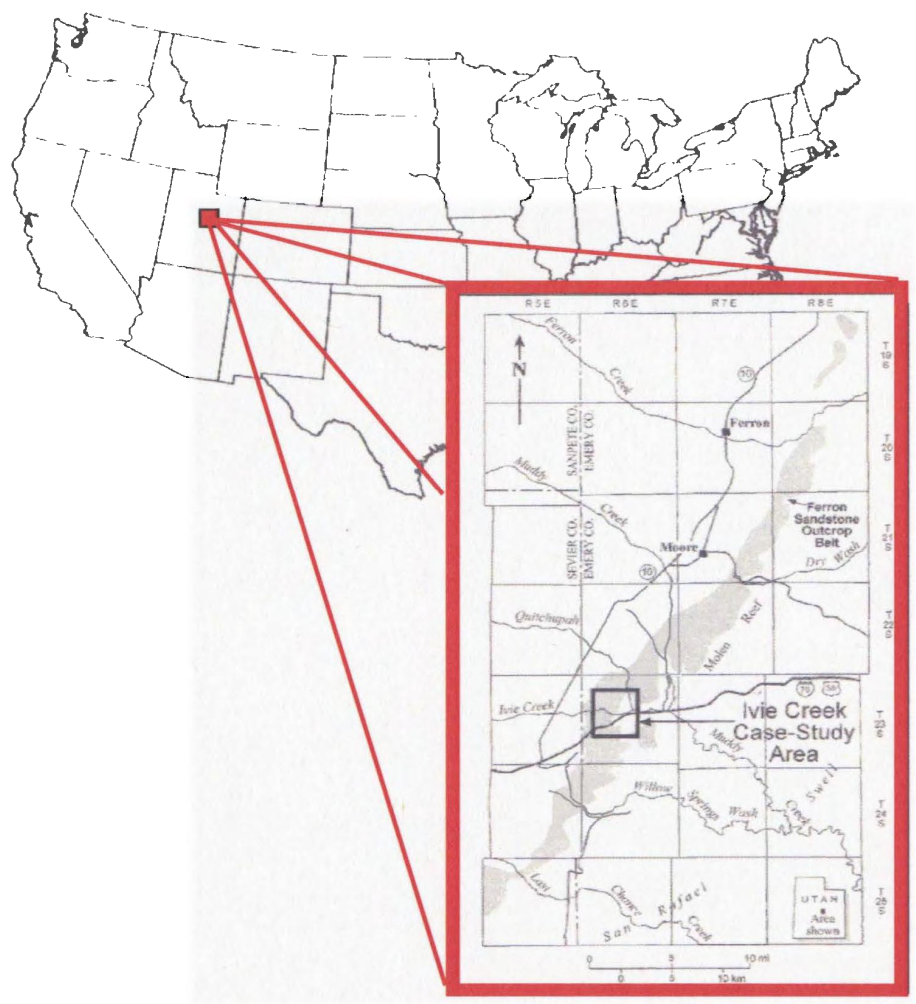 R5E R6E R7E R8E
T
19
S
Ferron
Creek
N
10
Ferron
SANPETE CO.
EMERY CO.
T
20
S
Muddy
Creek
Ferron
Sandstone
Outcrop
Belt
T
21
S
Moore
SEVIER CO.
EMERY CO.
10
Dry Wash
Quitchupah
T
22
S
Molen Reef
70 50
Ivie Creek
Ivie Creek
Case-Study
Area
T
23
S
Muddy
Creek
Willow
Springs
Wash
T
24
S
San Rafael Swell
Last
Chance
Creek
UTAH
Area
shown
T
25
S
0 5 10 mi
0 10 km